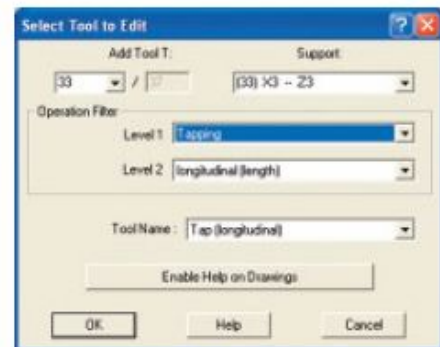 Select Tool to Edit
Add Tool T: Support
33 / (33) X3 -- Z3
Operation Filter
Level 1 Tapping
Level 2 longitudinal (length)
Tool Name : Tap (longitudinal)
Enable Help on Drawings
OK Help Cancel